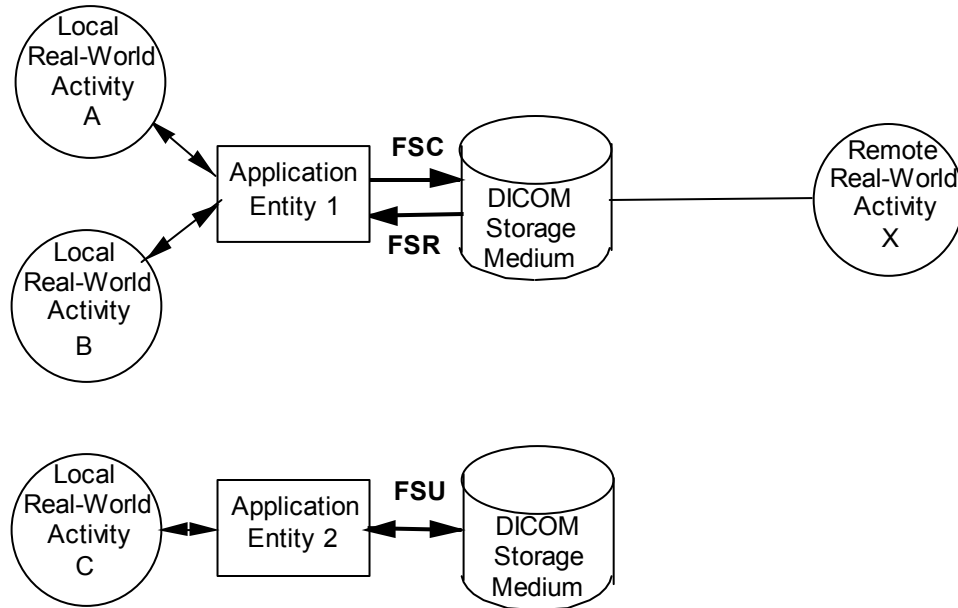 Local
Real-World
Activity
A
Application
Entity 1
FSC
FSR
DICOM
Storage
Medium
Remote
Real-World
Activity
X
Local
Real-World
Activity
B
Local
Real-World
Activity
C
Application
Entity 2
FSU
DICOM
Storage
Medium